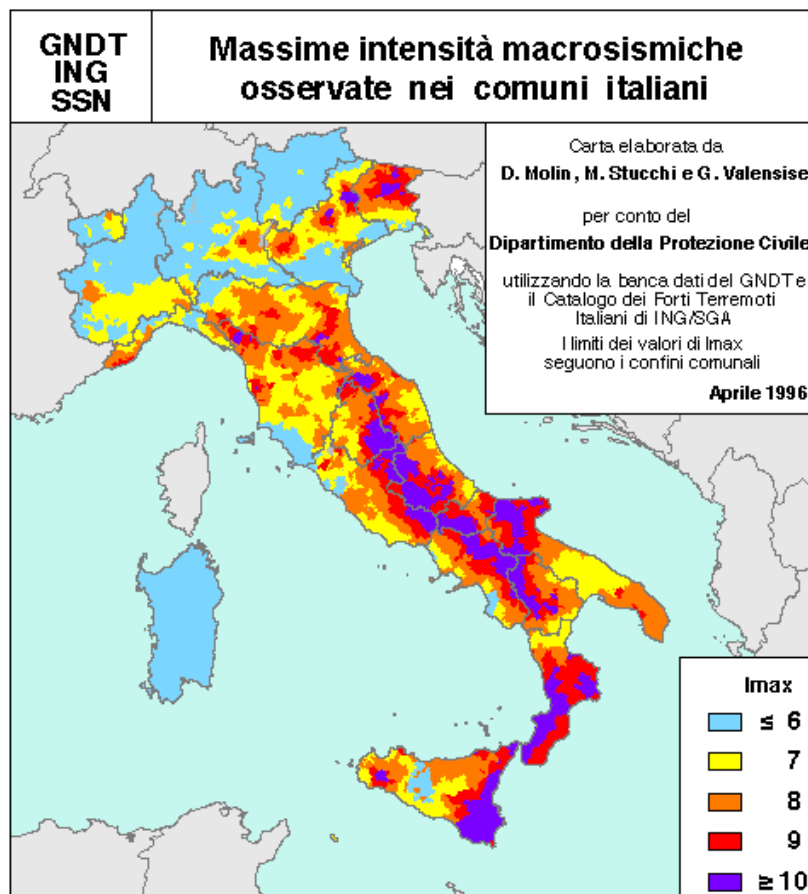 GNDT
ING
SSN
Massime intensità macrosismiche
osservate nei comuni italiani
Carta elaborata da
D. Molin, M. Stucchi e G. Valensise
per conto del
Dipartimento della Protezione Civile
utilizzando la banca dati del GNDT e
il Catalogo dei Forti Terremoti
Italiani di ING/SGA
I limiti dei valori di Imax
seguono i confini comunali
Aprile 1996
Imax
≤ 6
7
8
9
≥ 10